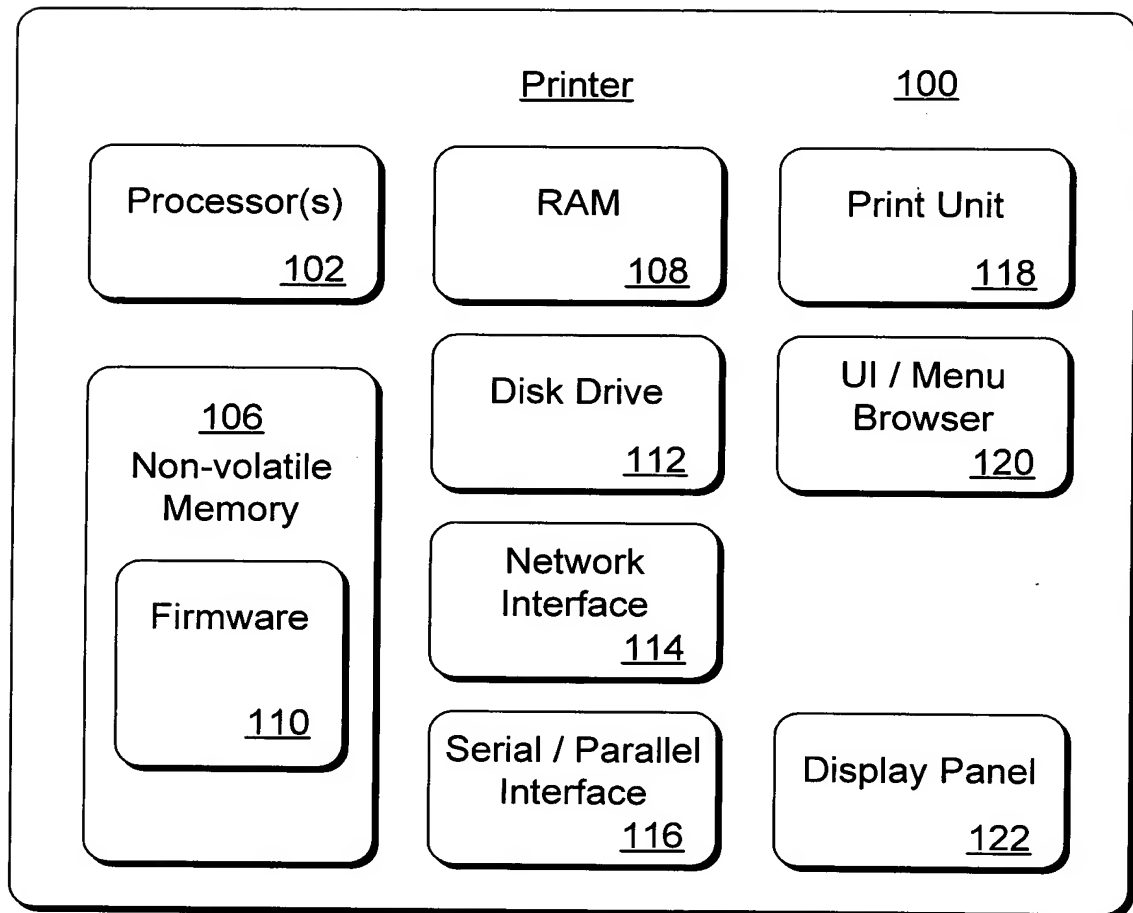 Printer 100
Processor(s)
102
RAM
108
Print Unit
118
106
Non-volatile
Memory
Firmware
110
Disk Drive
112
UI / Menu
Browser
120
Network
Interface
114
Serial / Parallel
Interface
116
Display Panel
122